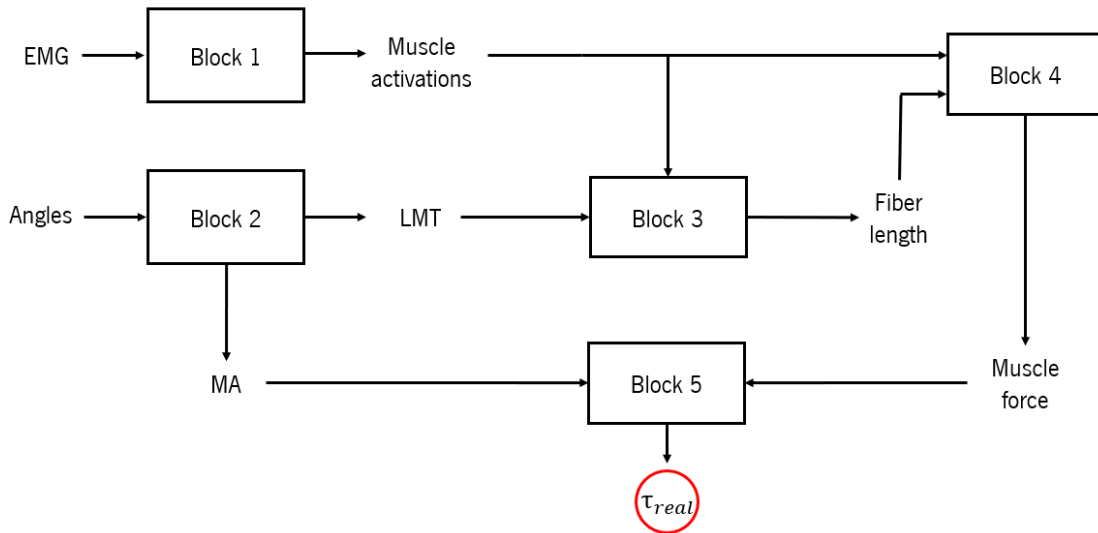 EMG
Block 1
Muscle
activations
Block 4
Angles
Block 2
LMT
Block 3
Fiber
length
MA
Block 5
Muscle
force
τreal